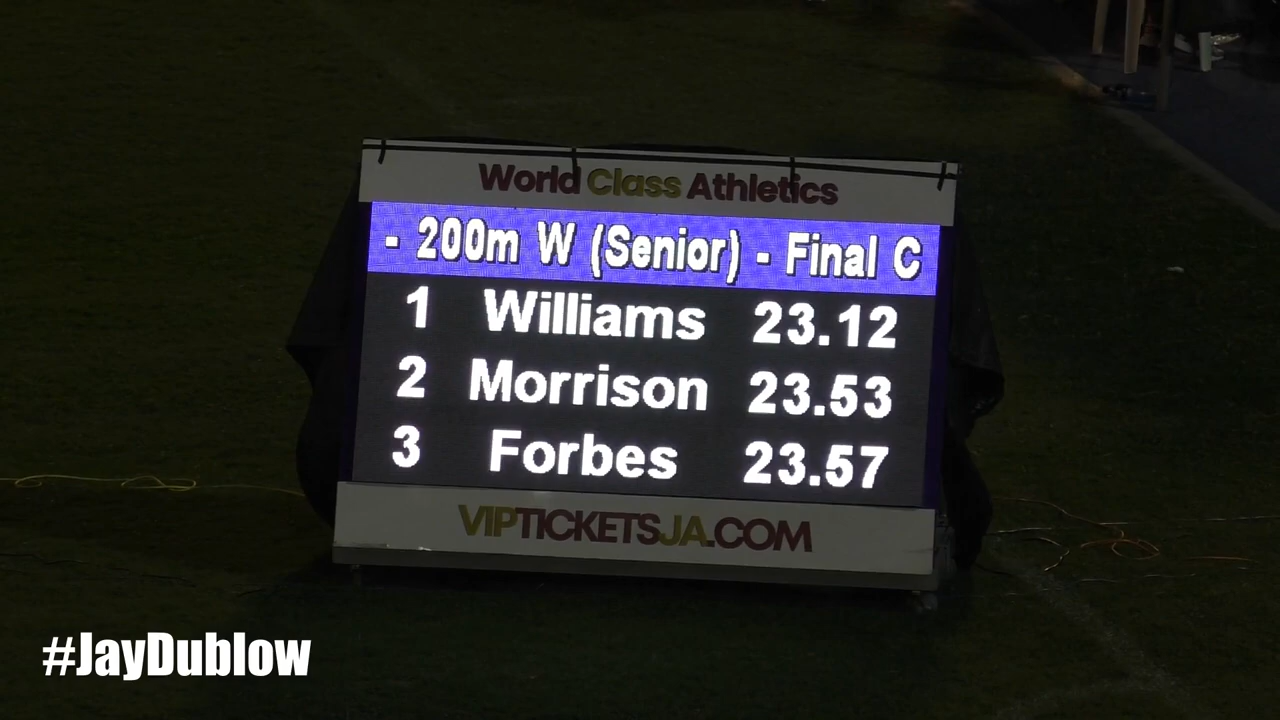 World Class Athletics
- 200m W (Senior) - Final C
1 Williams 23.12
2 Morrison 23.53
3 Forbes 23.57
VIPTICKETSJA.COM
#JayDublow